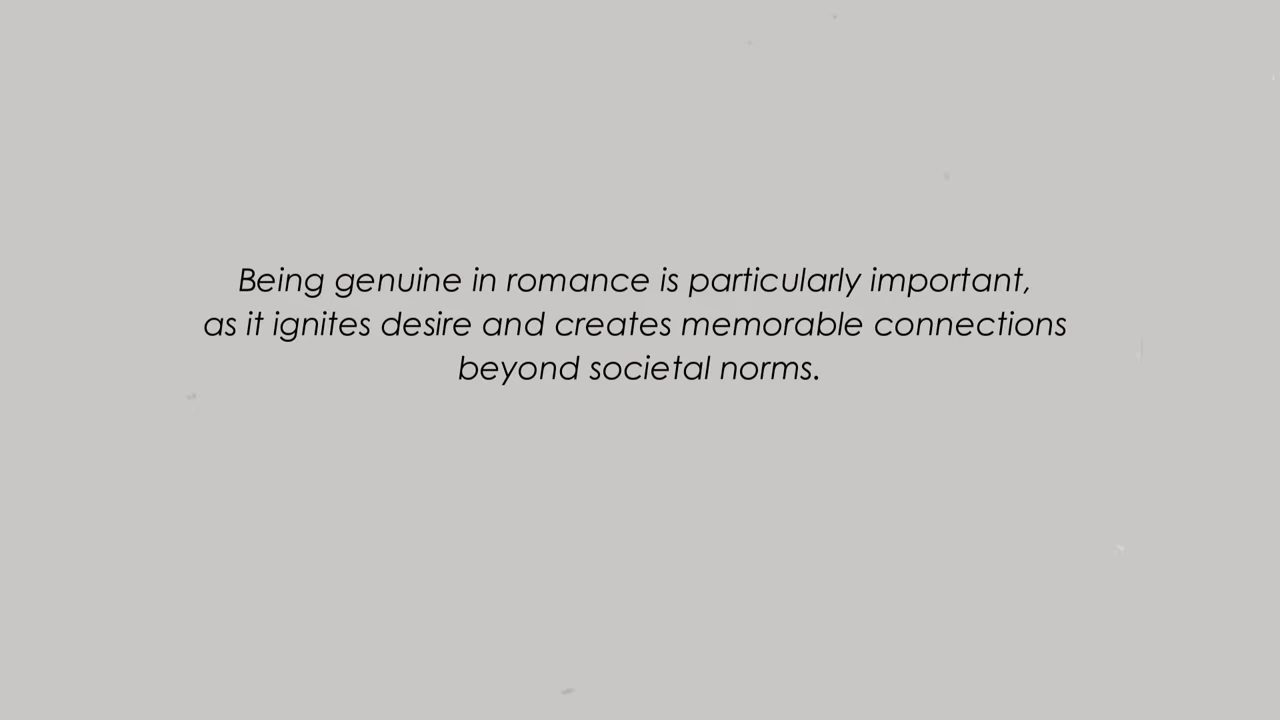 Being genuine in romance is particularly important,
as it ignites desire and creates memorable connections
beyond societal norms.